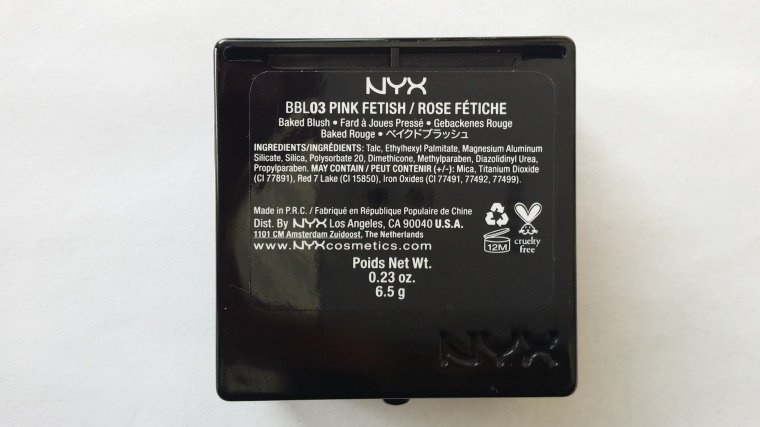 NYX
BBL03 PINK FETISH / ROSE FÉTICHE
Baked Blush • Fard à Joues Pressé • Gebackenes Rouge
Baked Rouge • ベイクドブラッシュ
INGREDIENTS/INGRÉDIENTS: Talc, Ethylhexyl Palmitate, Magnesium Aluminum
Silicate, Silica, Polysorbate 20, Dimethicone, Methylparaben, Diazolidinyl Urea,
Propylparaben. MAY CONTAIN / PEUT CONTENIR (+/-): Mica, Titanium Dioxide
(CI 77891), Red 7 Lake (CI 15850), Iron Oxides (CI 77491, 77492, 77499).
Made in P.R.C. / Fabriqué en République Populaire de Chine
Dist. By NYX Los Angeles, CA 90040 U.S.A.
1101 CM Amsterdam Zuidoost, The Netherlands
www.NYXcosmetics.com
12M
cruelty
free
Poids Net Wt.
0.23 oz.
6.5 g
NYX